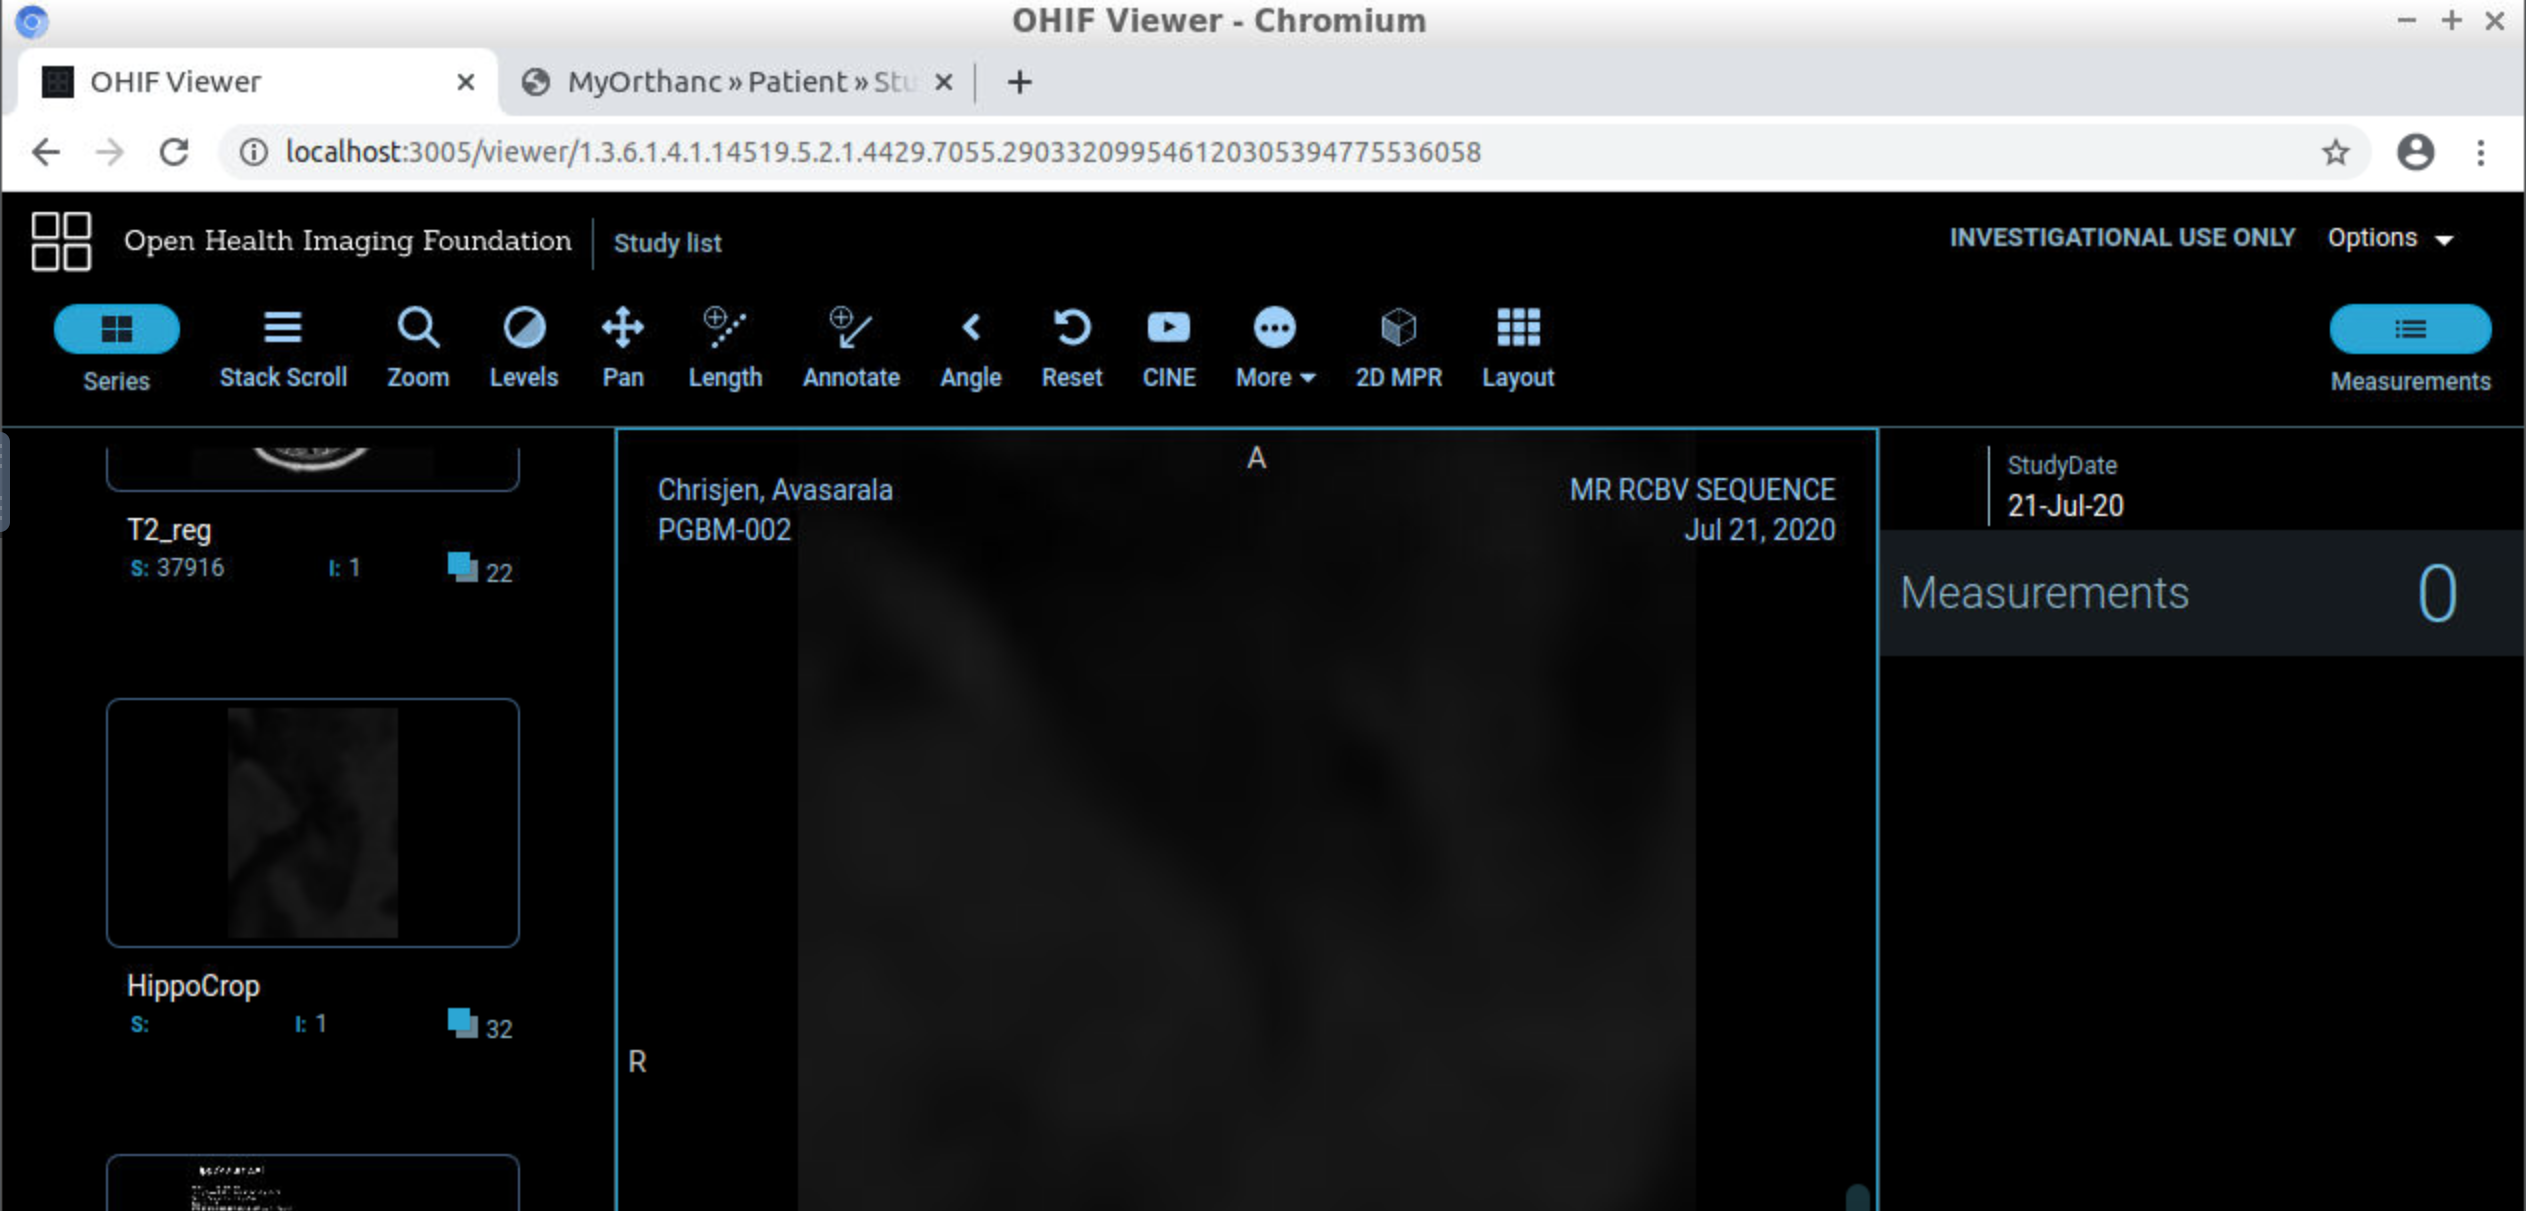 OHIF Viewer - Chromium
OHIF Viewer
MyOrthanc » Patient » Stu
localhost:3005/viewer/1.3.6.1.4.1.14519.5.2.1.4429.7055.290332099546120305394775536058
Open Health Imaging Foundation
Study list
INVESTIGATIONAL USE ONLY
Options
Series
Stack Scroll
Zoom
Levels
Pan
Length
Annotate
Angle
Reset
CINE
More
2D MPR
Layout
Measurements
T2_reg
S: 37916 I: 1 22
HippoCrop
S: I: 1 32
A
Chrisjen, Avasarala
PGBM-002
MR RCBV SEQUENCE
Jul 21, 2020
R
StudyDate
21-Jul-20
Measurements 0